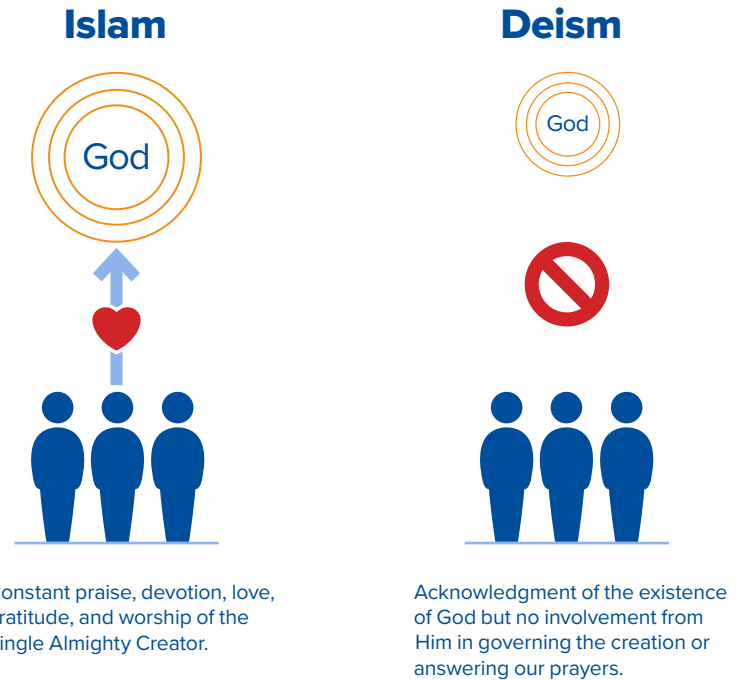 Islam
God
onstant praise, devotion, love,
ratitude, and worship of the
ingle Almighty Creator.
Deism
God
Acknowledgment of the existence
of God but no involvement from
Him in governing the creation or
answering our prayers.